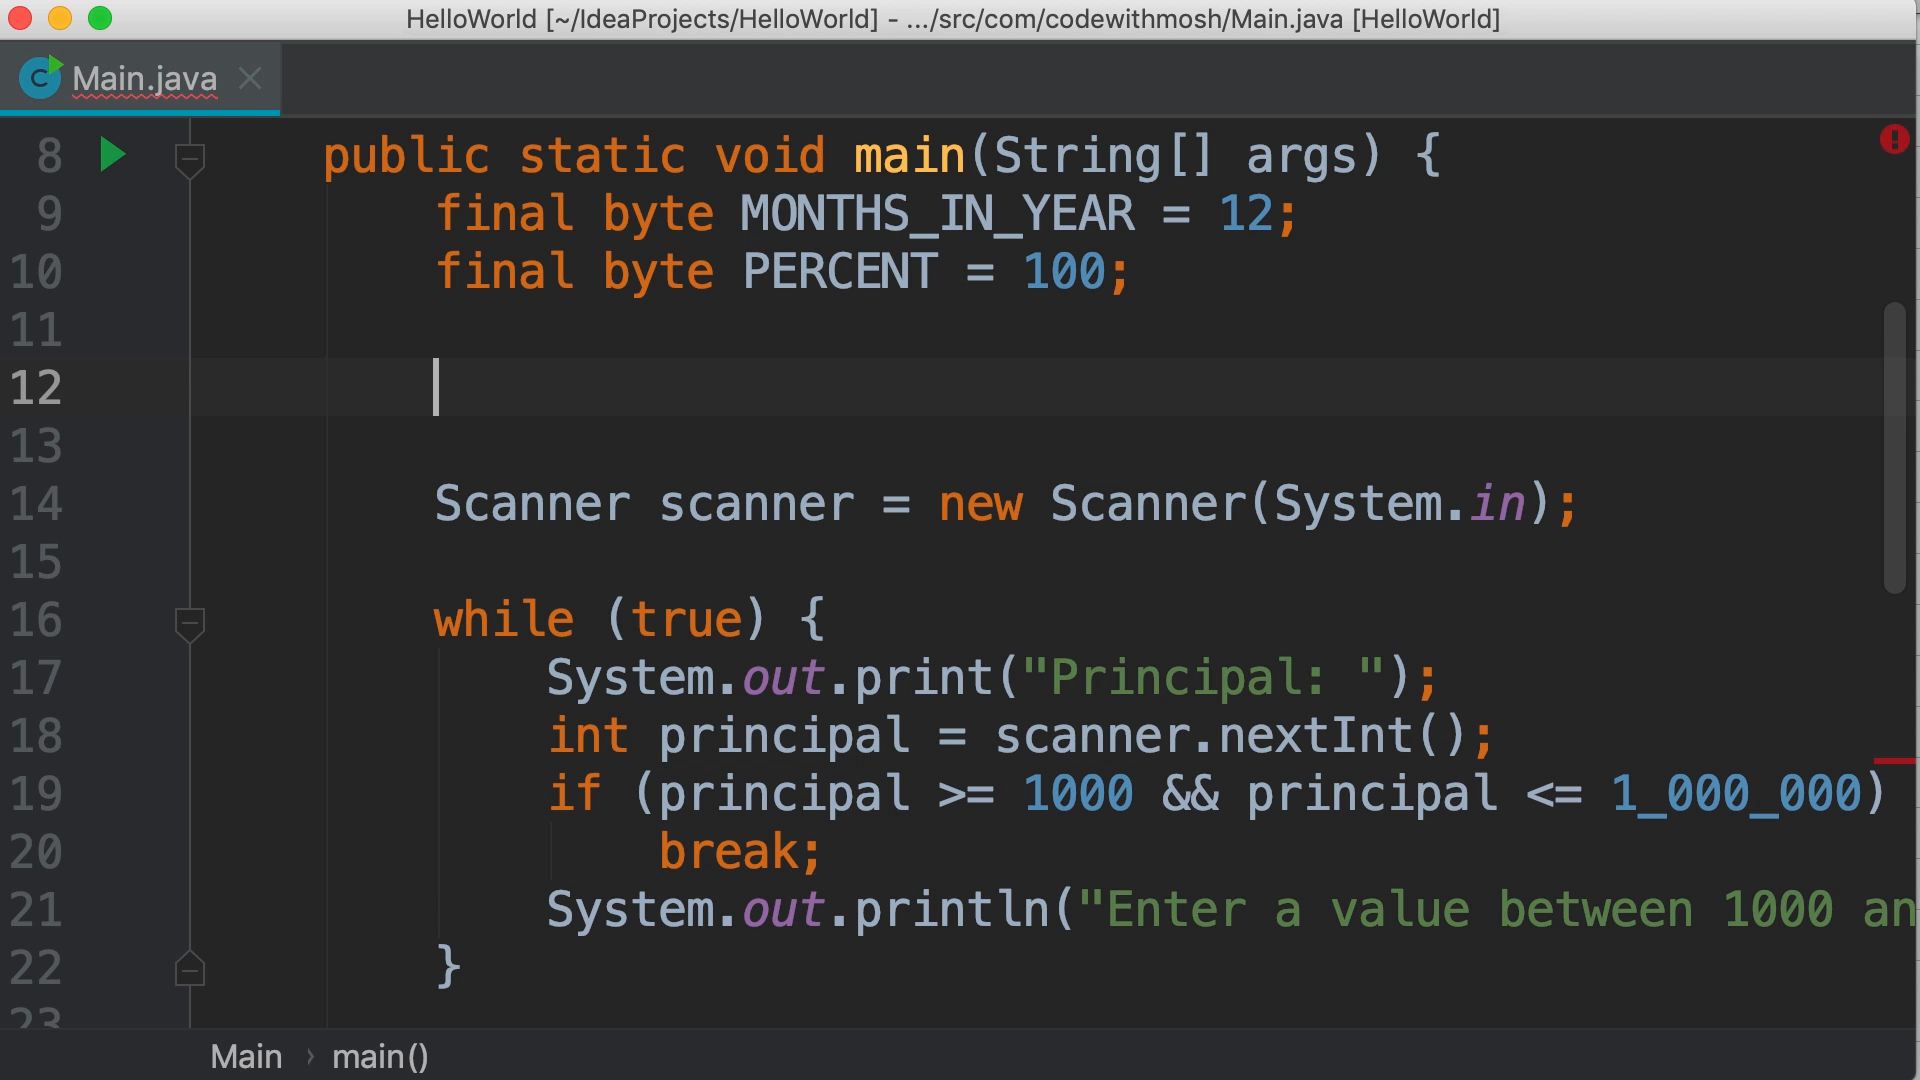 HelloWorld [~/IdeaProjects/HelloWorld] - .../src/com/codewithmosh/Main.java [HelloWorld]
Main.java
8 public static void main(String[] args) {
9 final byte MONTHS_IN_YEAR = 12;
10 final byte PERCENT = 100;
11
12
13
14 Scanner scanner = new Scanner(System.in);
15
16 while (true) {
17 System.out.print("Principal: ");
18 int principal = scanner.nextInt();
19 if (principal >= 1000 && principal <= 1_000_000)
20 break;
21 System.out.println("Enter a value between 1000 an
22 }
23
Main › main()